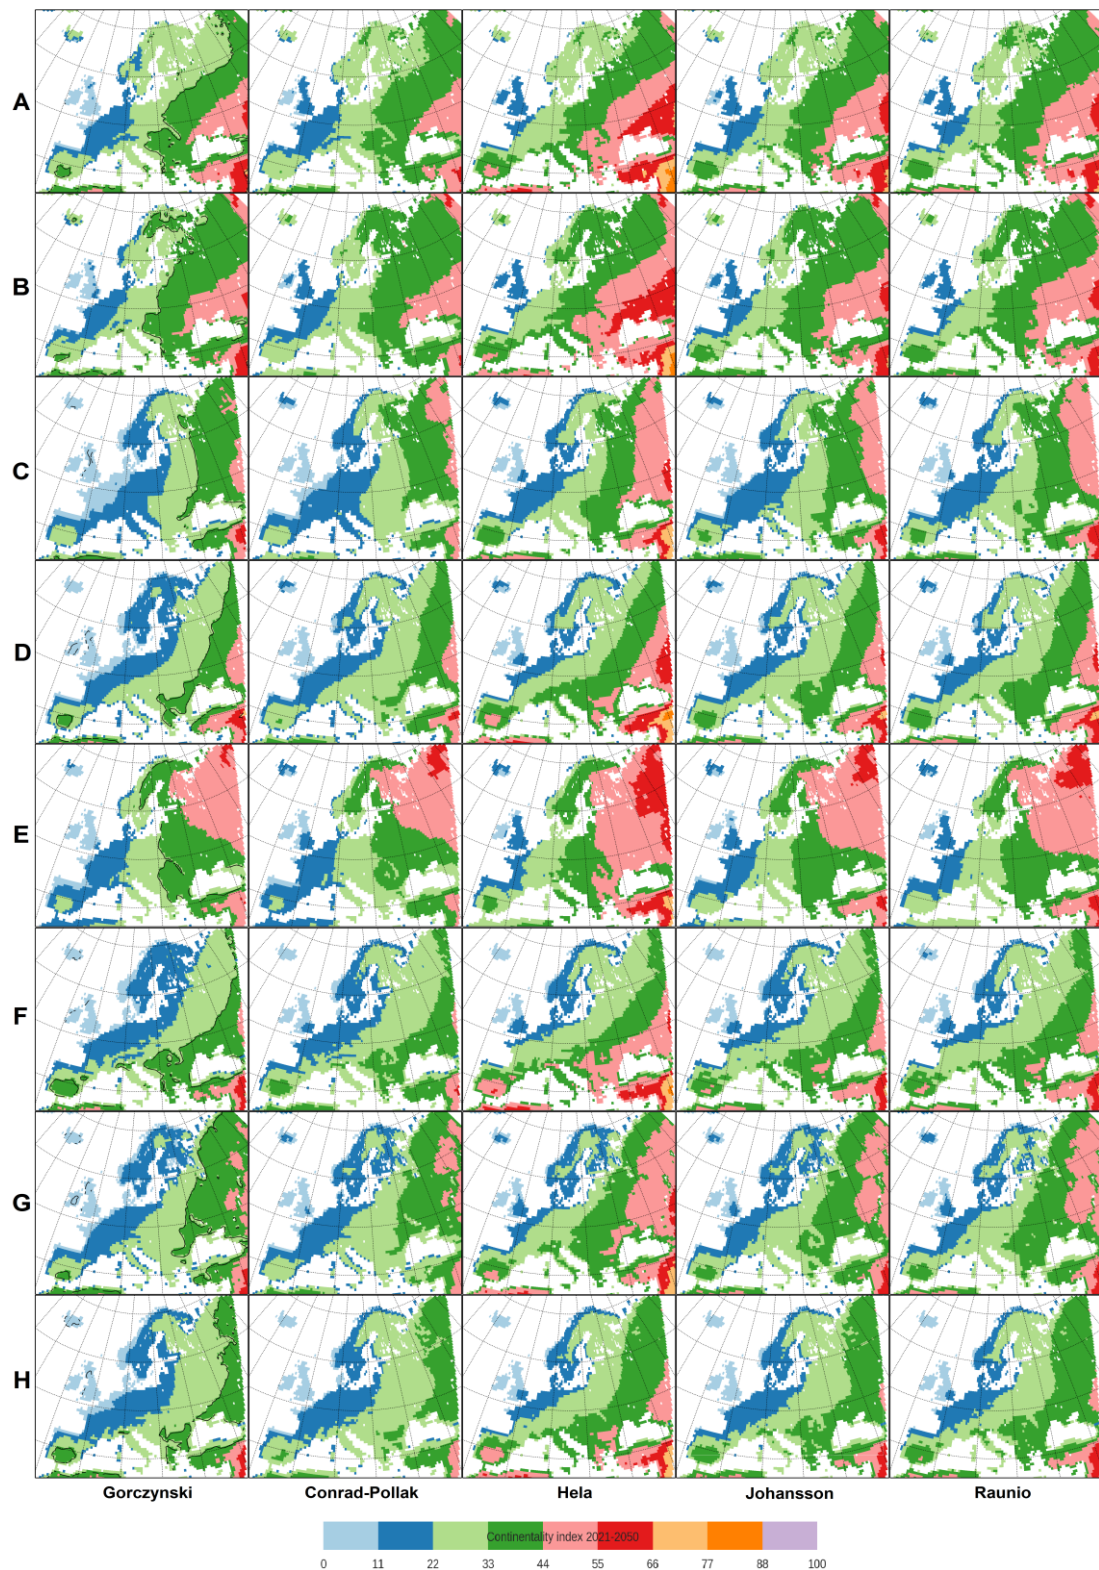 A
B
C
D
E
F
G
H
Gorczynski Conrad-Pollak Hela Johansson Raunio
Continentality index 2021-2050
0 11 22 33 44 55 66 77 88 100